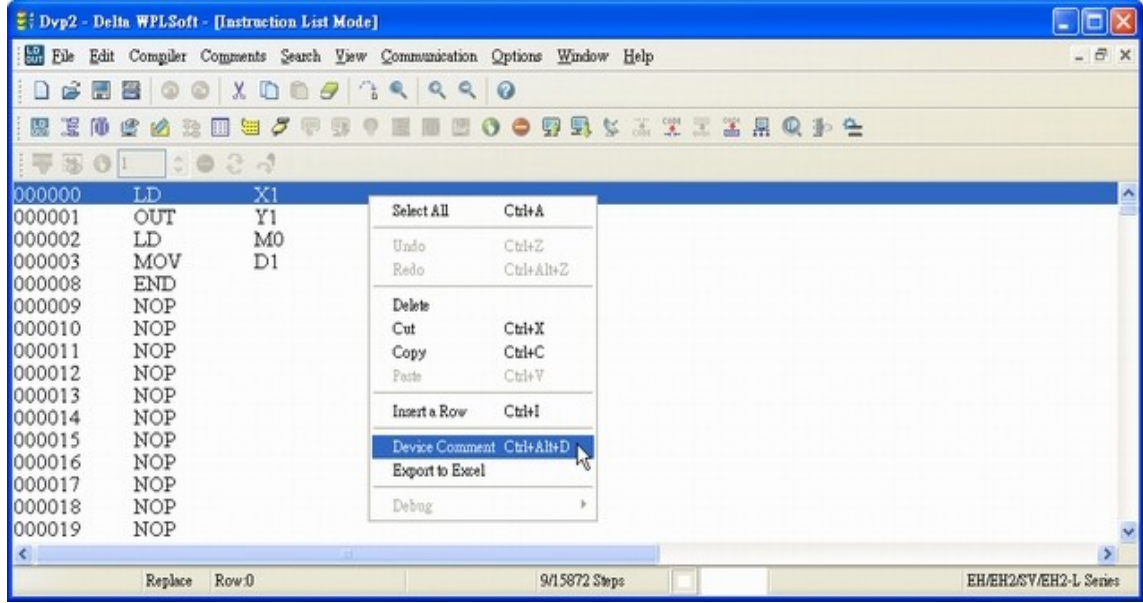 Dvp2 - Delta WPLSoft - [Instruction List Mode]
File Edit Compiler Comments Search View Communication Options Window Help
1
000000 LD X1
000001 OUT Y1
000002 LD M0
000003 MOV D1
000008 END
000009 NOP
000010 NOP
000011 NOP
000012 NOP
000013 NOP
000014 NOP
000015 NOP
000016 NOP
000017 NOP
000018 NOP
000019 NOP
Select All Ctrl+A
Undo Ctrl+Z
Redo Ctrl+Alt+Z
Delete
Cut Ctrl+X
Copy Ctrl+C
Paste Ctrl+V
Insert a Row Ctrl+I
Device Comment Ctrl+Alt+D
Export to Excel
Debug
Replace Row:0 9/15872 Steps EH/EH2/SV/EH2-L Series